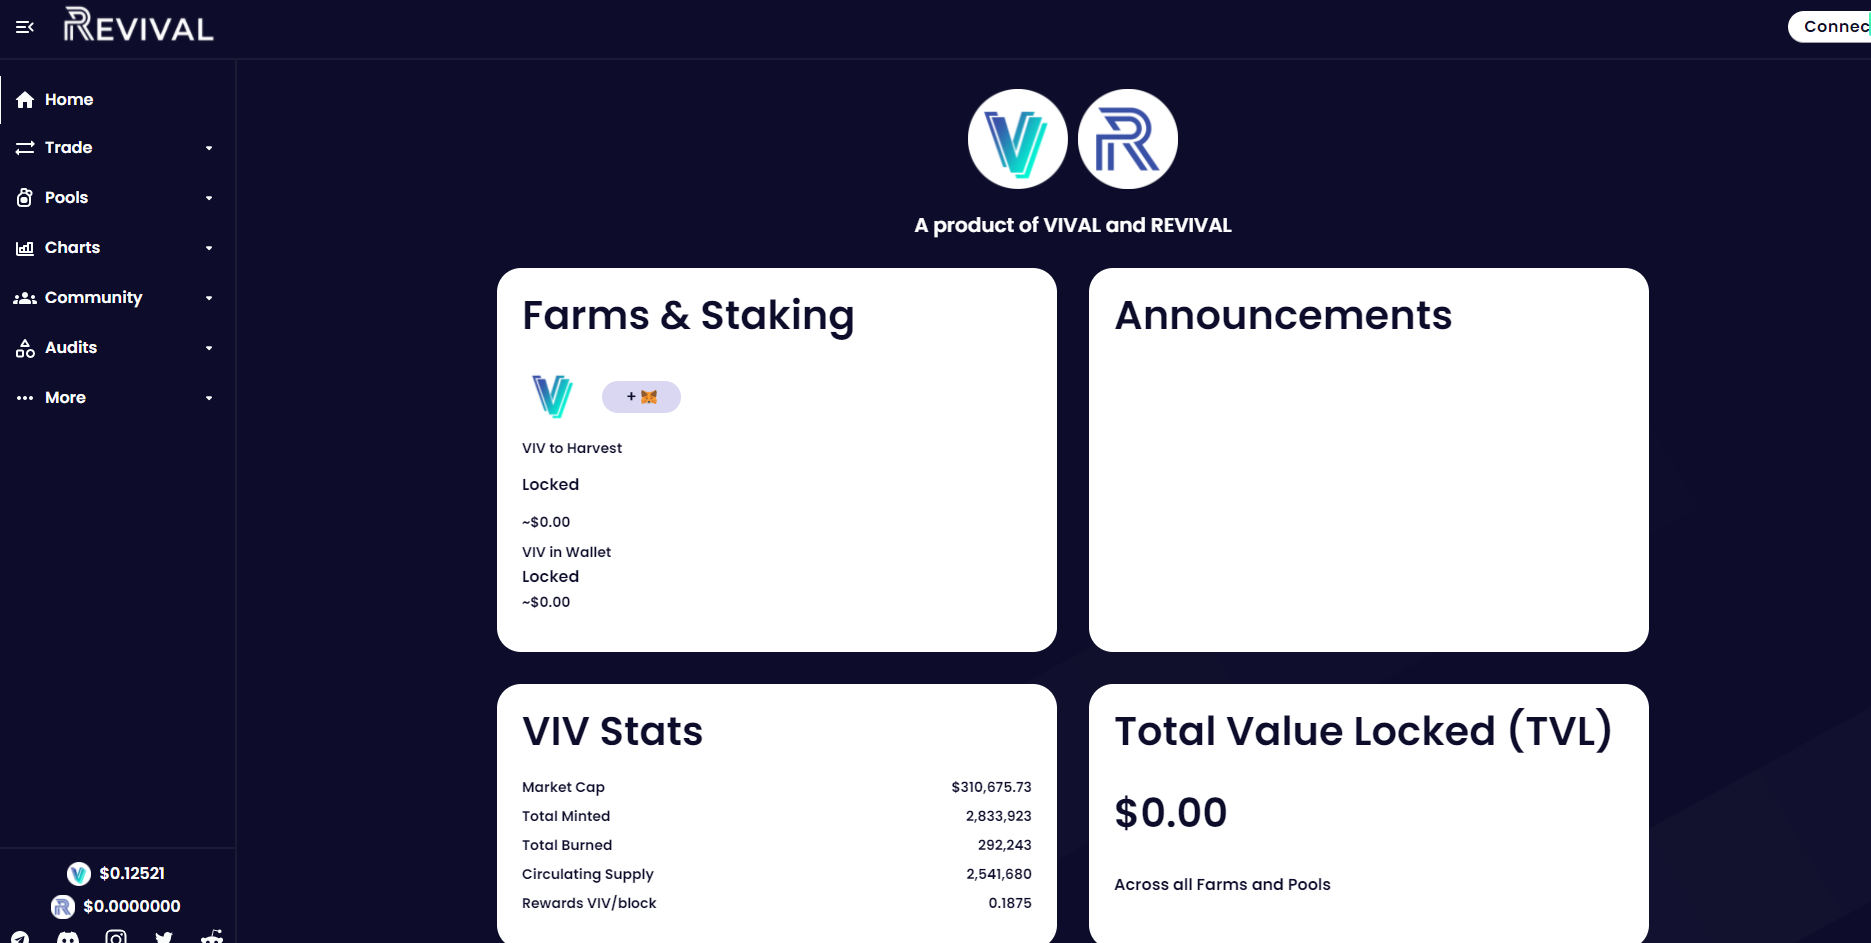 REVIVAL
Connec
Home
Trade
Pools
Charts
Community
Audits
More
$0.12521
$0.0000000
A product of VIVAL and REVIVAL
Farms & Staking
+
VIV to Harvest
Locked
~$0.00
VIV in Wallet
Locked
~$0.00
Announcements
VIV Stats
Market Cap $310,675.73
Total Minted 2,833,923
Total Burned 292,243
Circulating Supply 2,541,680
Rewards VIV/block 0.1875
Total Value Locked (TVL)
$0.00
Across all Farms and Pools